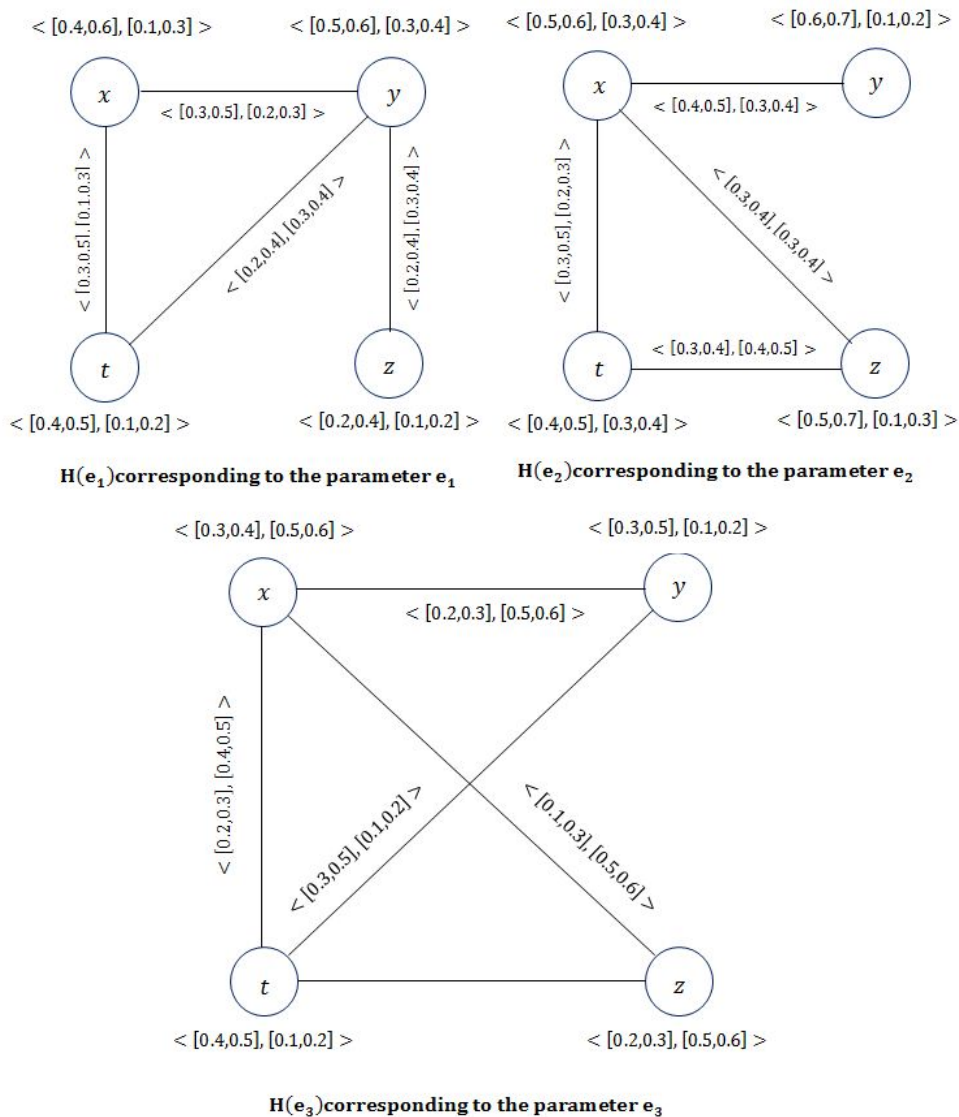 < [0.4,0.6], [0.1,0.3] >
< [0.5,0.6], [0.3,0.4] >
x
y
< [0.3,0.5], [0.2,0.3] >
< [0.3,0.5], [0.1.0.3] >
< [0.2,0.4], [0.3,0.4] >
< [0.2,0.4], [0.3,0.4] >
t
z
< [0.4,0.5], [0.1,0.2] >
< [0.2,0.4], [0.1,0.2] >
H(e₁)corresponding to the parameter e₁
< [0.5,0.6], [0.3,0.4] >
< [0.6,0.7], [0.1,0.2] >
x
y
< [0.4,0.5], [0.3,0.4] >
< [0.3,0.5], [0.2,0.3] >
< [0.3,0.4], [0.3,0.4] >
< [0.3,0.4], [0.4,0.5] >
t
z
< [0.4,0.5], [0.3,0.4] >
< [0.5,0.7], [0.1,0.3] >
H(e₂)corresponding to the parameter e₂
< [0.3,0.4], [0.5,0.6] >
< [0.3,0.5], [0.1,0.2] >
x
y
< [0.2,0.3], [0.5,0.6] >
< [0.2,0.3], [0.4,0.5] >
< [0.3,0.5], [0.1,0.2] >
< [0.1,0.3], [0.5,0.6] >
t
z
< [0.4,0.5], [0.1,0.2] >
< [0.2,0.3], [0.5,0.6] >
H(e₃)corresponding to the parameter e₃